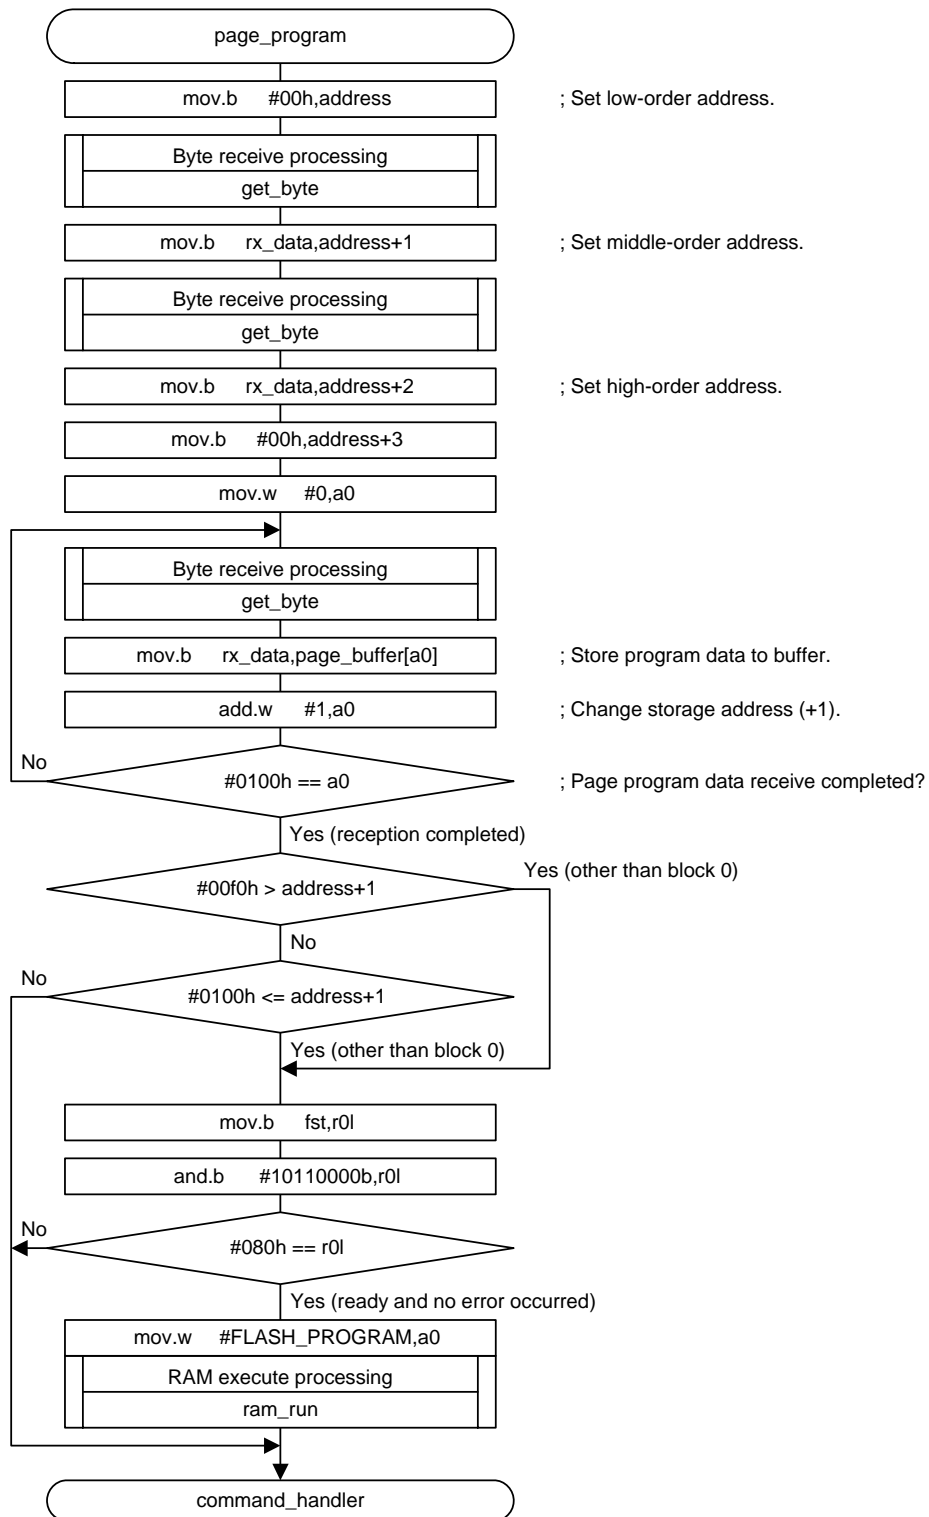 page_program
mov.b #00h,address ; Set low-order address.
Byte receive processing
get_byte
mov.b rx_data,address+1 ; Set middle-order address.
Byte receive processing
get_byte
mov.b rx_data,address+2 ; Set high-order address.
mov.b #00h,address+3
mov.w #0,a0
Byte receive processing
get_byte
mov.b rx_data,page_buffer[a0] ; Store program data to buffer.
add.w #1,a0 ; Change storage address (+1).
No
#0100h == a0 ; Page program data receive completed?
Yes (reception completed)
Yes (other than block 0)
#00f0h > address+1
No
No
#0100h <= address+1
Yes (other than block 0)
mov.b fst,r0l
and.b #10110000b,r0l
No
#080h == r0l
Yes (ready and no error occurred)
mov.w #FLASH_PROGRAM,a0
RAM execute processing
ram_run
command_handler